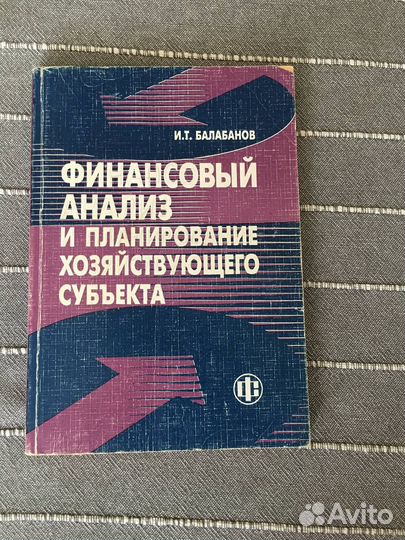 И.Т. БАЛАБАНОВ
ФИНАНСОВЫЙ
АНАЛИЗ
И ПЛАНИРОВАНИЕ
ХОЗЯЙСТВУЮЩЕГО
СУБЪЕКТА
Avito